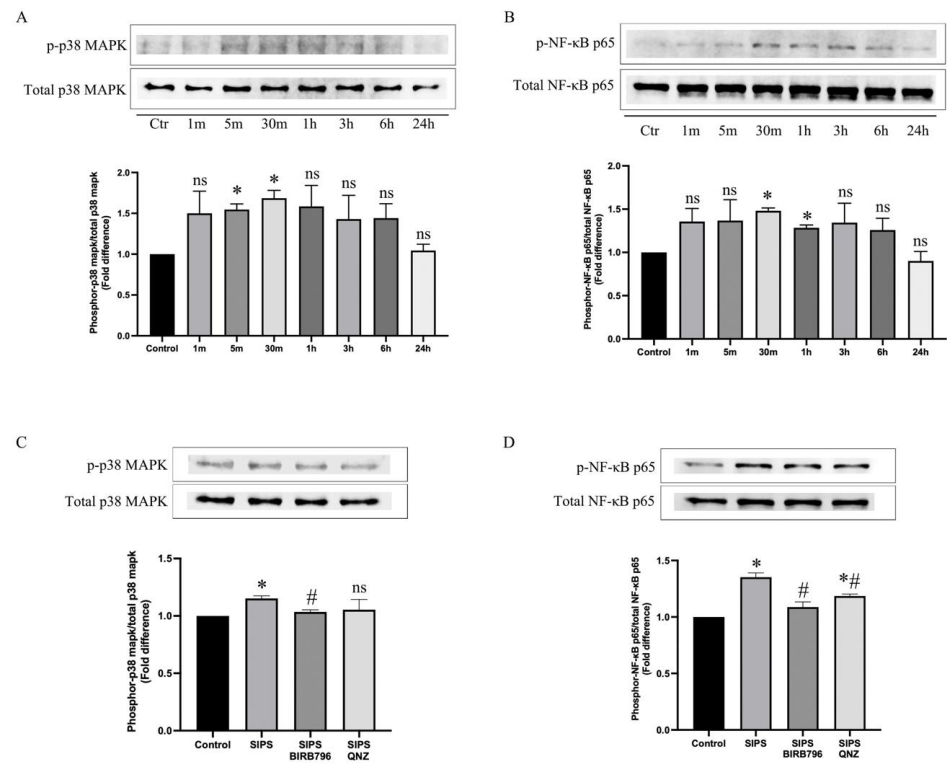 A
p-p38 MAPK
Total p38 MAPK
Ctr 1m 5m 30m 1h 3h 6h 24h
Phosphor-p38 mapk/total p38 mapk
(Fold difference)
2.0
1.5
1.0
0.5
0.0
ns * * ns ns ns ns
Control 1m 5m 30m 1h 3h 6h 24h
B
p-NF-κB p65
Total NF-κB p65
Ctr 1m 5m 30m 1h 3h 6h 24h
Phosphor-NF-κB p65/total NF-κB p65
(Fold difference)
2.0
1.5
1.0
0.5
0.0
ns ns * * ns ns ns
Control 1m 5m 30m 1h 3h 6h 24h
C
p-p38 MAPK
Total p38 MAPK
Phosphor-p38 mapk/total p38 mapk
(Fold difference)
1.5
1.0
0.5
0.0
* # ns
Control SIPS SIPS SIPS
BIRB796 QNZ
D
p-NF-κB p65
Total NF-κB p65
Phosphor-NF-κB p65/total NF-κB p65
(Fold difference)
1.5
1.0
0.5
0.0
* # *#
Control SIPS SIPS SIPS
BIRB796 QNZ